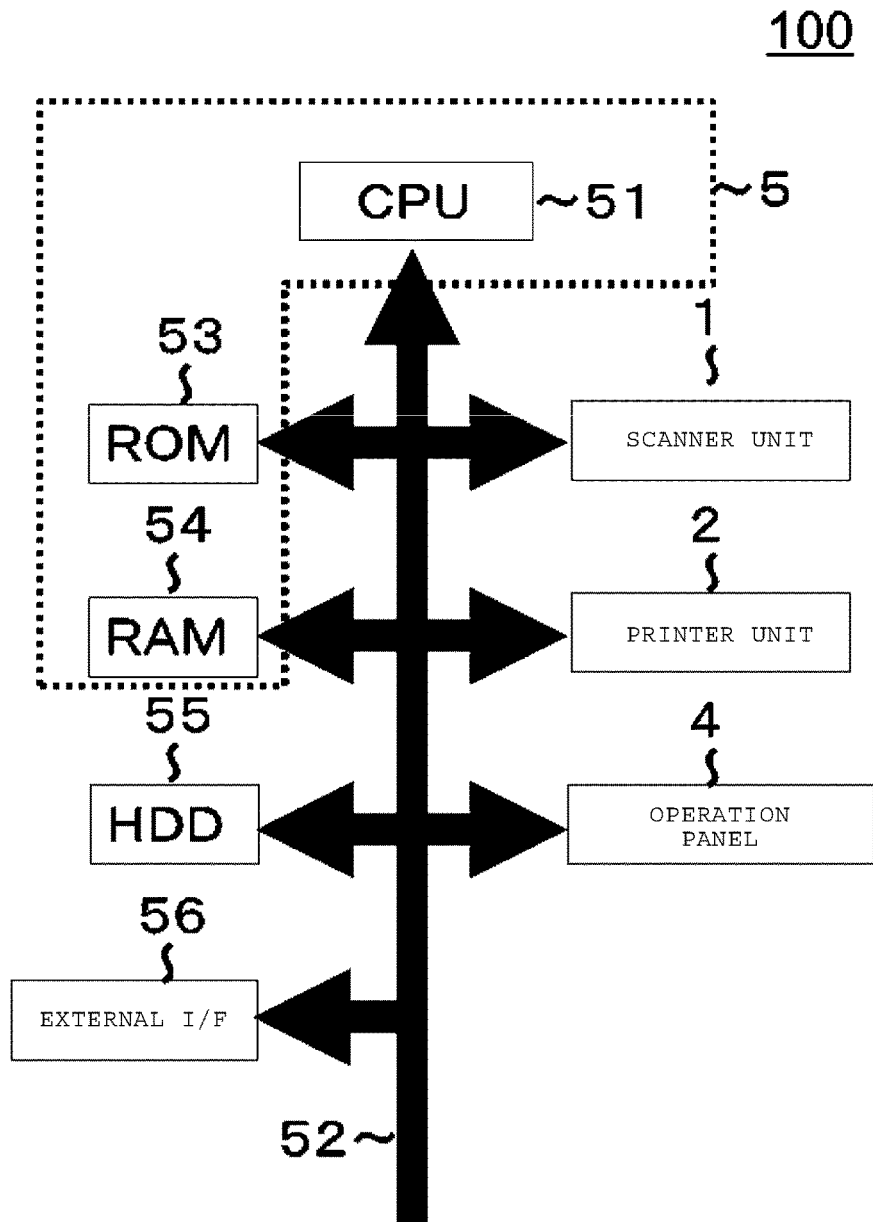 100
CPU
51
5
53
1
ROM
SCANNER UNIT
54
2
RAM
PRINTER UNIT
55
4
HDD
OPERATION
PANEL
56
EXTERNAL I/F
52